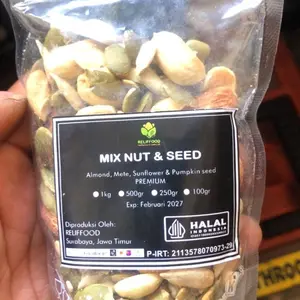 RELIFFOOD
MIX NUT & SEED
Almond, Mete, Sunflower & Pumpkin seed
PREMIUM
1kg 500gr 250gr 100gr
Exp: Februari 2027
Diproduksi Oleh:
RELIFFOOD
Surabaya, Jawa Timur
HALAL
INDONESIA
P-IRT: 2113578070973-29